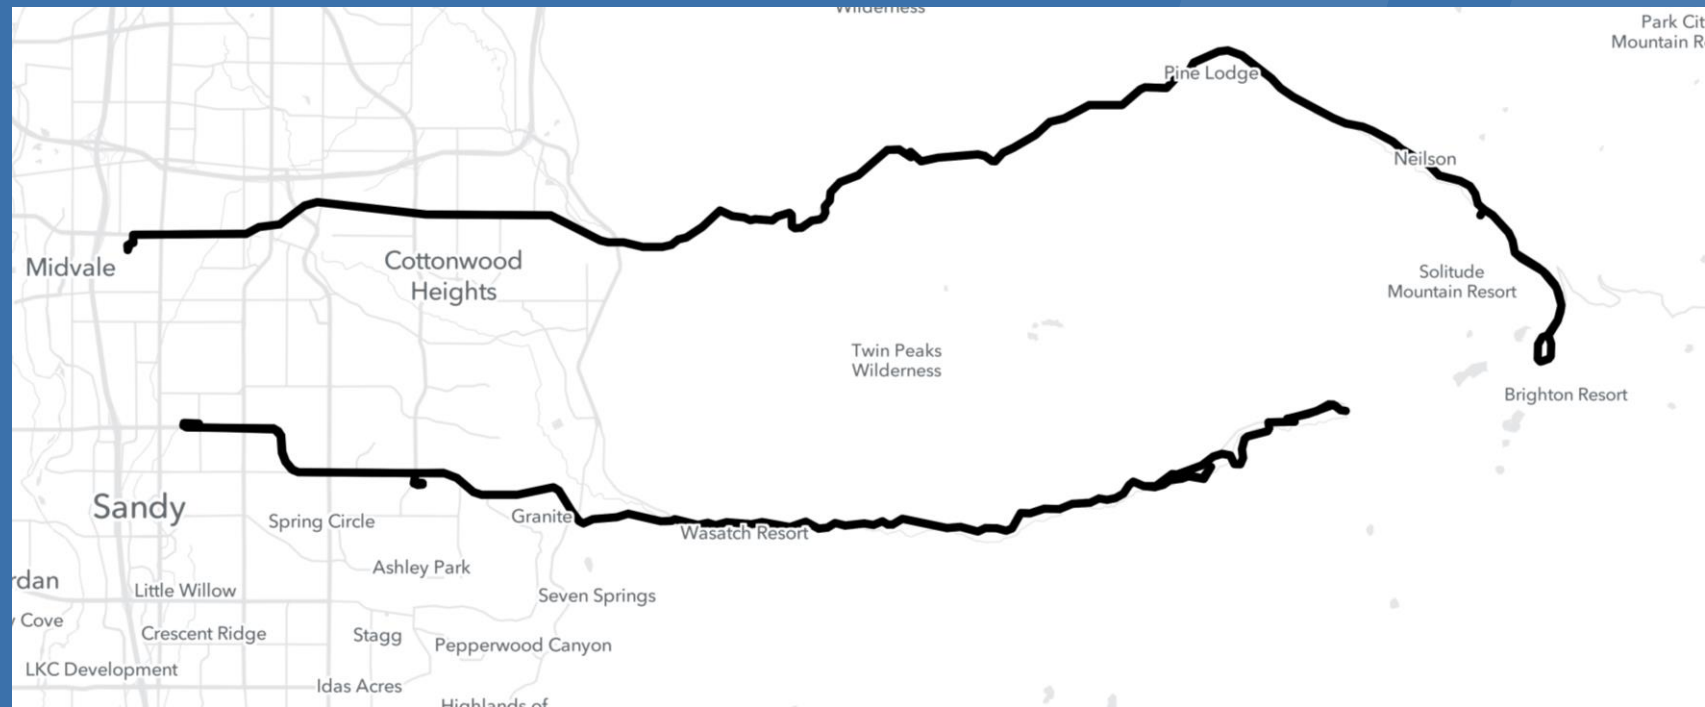 Wilderness
Park Cit
Mountain R
Pine Lodge
Neilson
Midvale
Cottonwood
Heights
Solitude
Mountain Resort
Twin Peaks
Wilderness
Brighton Resort
Sandy
Spring Circle
Granite
Wasatch Resort
Ashley Park
rdan
Little Willow
Seven Springs
Cove
Crescent Ridge
Stagg
Pepperwood Canyon
LKC Development
Idas Acres
Highlands of